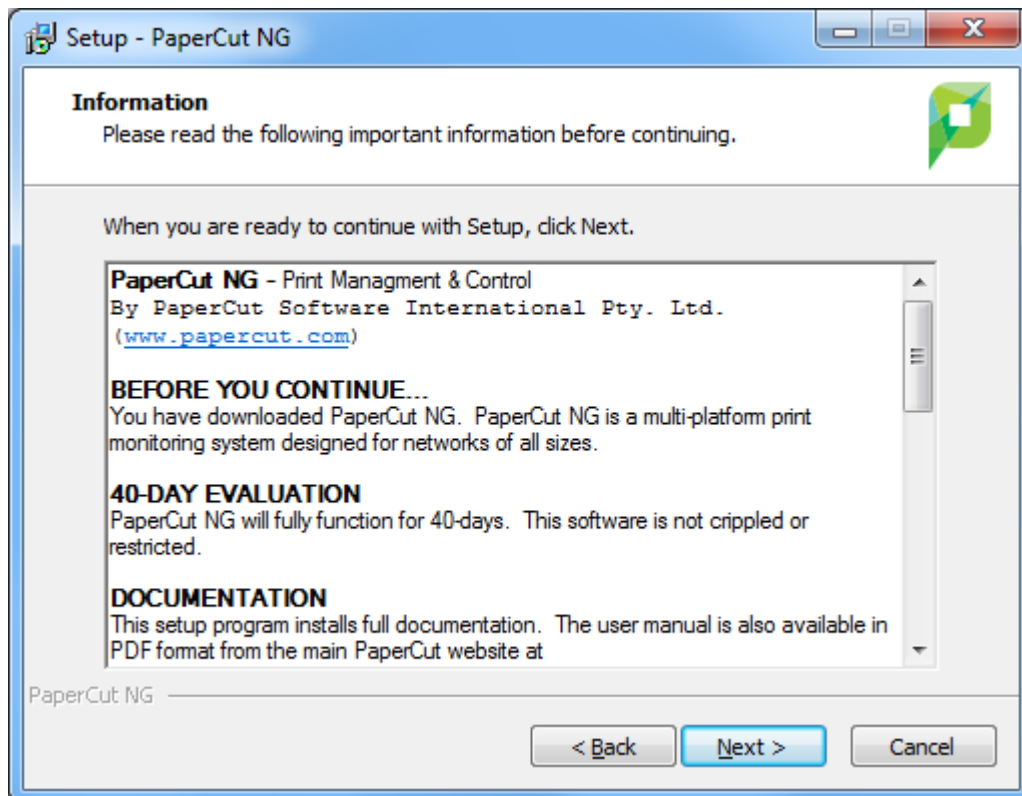 Setup - PaperCut NG
Information
Please read the following important information before continuing.
When you are ready to continue with Setup, click Next.
PaperCut NG - Print Managment & Control
By PaperCut Software International Pty. Ltd.
(www.papercut.com)
BEFORE YOU CONTINUE...
You have downloaded PaperCut NG.  PaperCut NG is a multi-platform print
monitoring system designed for networks of all sizes.
40-DAY EVALUATION
PaperCut NG will fully function for 40-days.  This software is not crippled or
restricted.
DOCUMENTATION
This setup program installs full documentation.  The user manual is also available in
PDF format from the main PaperCut website at
PaperCut NG
< Back
Next >
Cancel